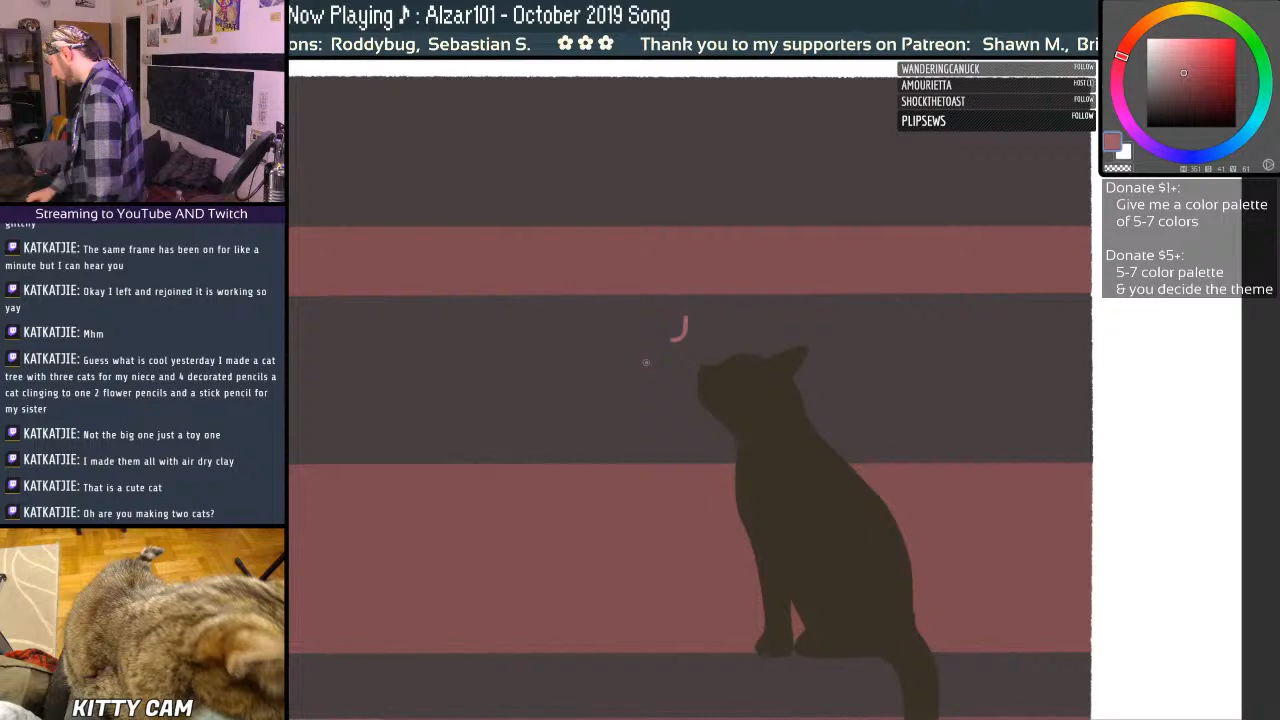 Now Playing ♪ : Alzar101 - October 2019 Song
ons: Roddybug, Sebastian S. ✿ ✿ ✿ Thank you to my supporters on Patreon: Shawn M., Bri
WANDERINGCANUCK FOLLOW
AMOURIETTA
SHOCKTHETOAST FOLLOW
PLIPSEWS FOLLOW
Donate $1+:
Give me a color palette
of 5-7 colors
Donate $5+:
5-7 color palette
& you decide the theme
Streaming to YouTube AND Twitch
glitchy
KATKATJIE: The same frame has been on for like a
minute but I can hear you
KATKATJIE: Okay I left and rejoined it is working so
yay
KATKATJIE: Mhm
KATKATJIE: Guess what is cool yesterday I made a cat
tree with three cats for my niece and 4 decorated pencils a
cat clinging to one 2 flower pencils and a stick pencil for
my sister
KATKATJIE: Not the big one just a toy one
KATKATJIE: I made them all with air dry clay
KATKATJIE: That is a cute cat
KATKATJIE: Oh are you making two cats?
KITTY CAM